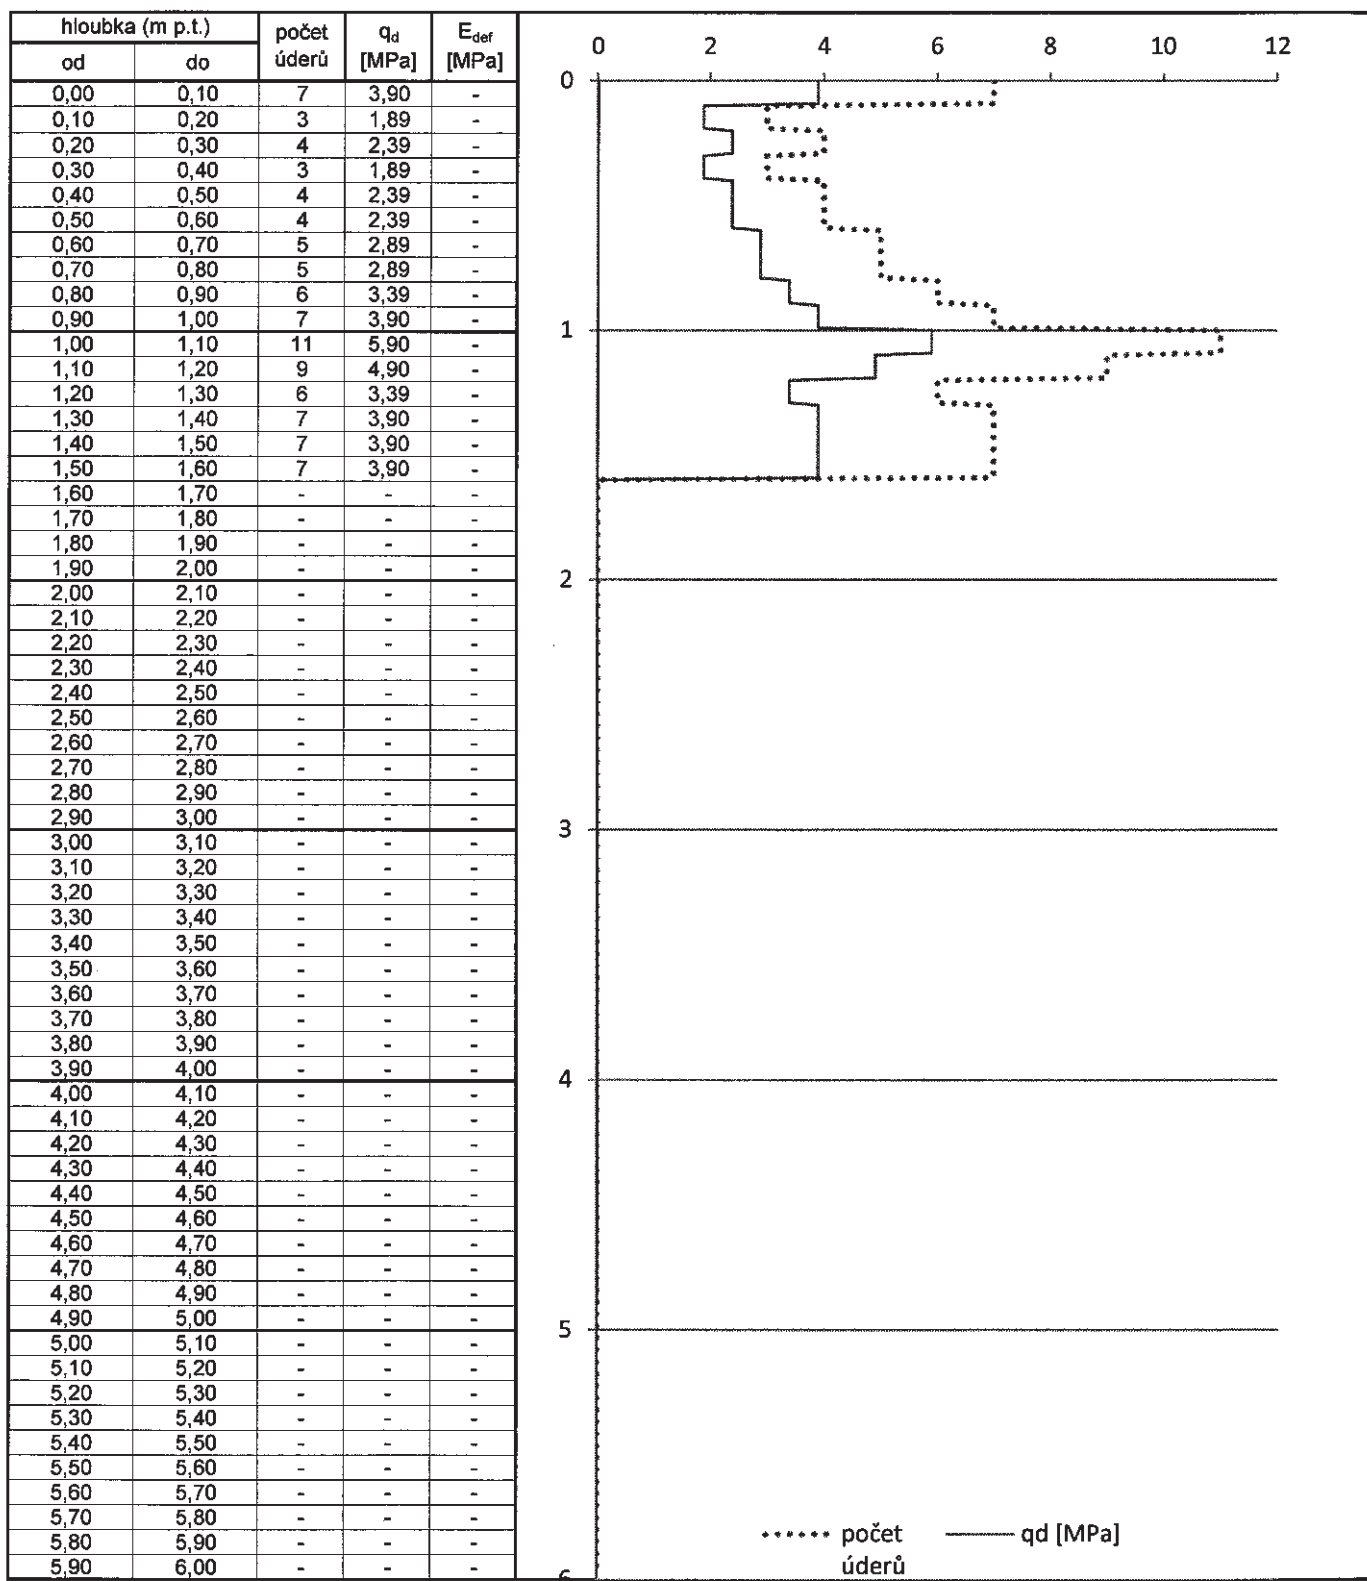 hloubka (m p.t.) počet úderů qd [MPa] Edef [MPa]
od do
0,00 0,10 7 3,90 -
0,10 0,20 3 1,89 -
0,20 0,30 4 2,39 -
0,30 0,40 3 1,89 -
0,40 0,50 4 2,39 -
0,50 0,60 4 2,39 -
0,60 0,70 5 2,89 -
0,70 0,80 5 2,89 -
0,80 0,90 6 3,39 -
0,90 1,00 7 3,90 -
1,00 1,10 11 5,90 -
1,10 1,20 9 4,90 -
1,20 1,30 6 3,39 -
1,30 1,40 7 3,90 -
1,40 1,50 7 3,90 -
1,50 1,60 7 3,90 -
1,60 1,70 - - -
1,70 1,80 - - -
1,80 1,90 - - -
1,90 2,00 - - -
2,00 2,10 - - -
2,10 2,20 - - -
2,20 2,30 - - -
2,30 2,40 - - -
2,40 2,50 - - -
2,50 2,60 - - -
2,60 2,70 - - -
2,70 2,80 - - -
2,80 2,90 - - -
2,90 3,00 - - -
3,00 3,10 - - -
3,10 3,20 - - -
3,20 3,30 - - -
3,30 3,40 - - -
3,40 3,50 - - -
3,50 3,60 - - -
3,60 3,70 - - -
3,70 3,80 - - -
3,80 3,90 - - -
3,90 4,00 - - -
4,00 4,10 - - -
4,10 4,20 - - -
4,20 4,30 - - -
4,30 4,40 - - -
4,40 4,50 - - -
4,50 4,60 - - -
4,60 4,70 - - -
4,70 4,80 - - -
4,80 4,90 - - -
4,90 5,00 - - -
5,00 5,10 - - -
5,10 5,20 - - -
5,20 5,30 - - -
5,30 5,40 - - -
5,40 5,50 - - -
5,50 5,60 - - -
5,60 5,70 - - -
5,70 5,80 - - -
5,80 5,90 - - -
5,90 6,00 - - -
0 2 4 6 8 10 12
0
1
2
3
4
5
6
počet qd [MPa]
úderů